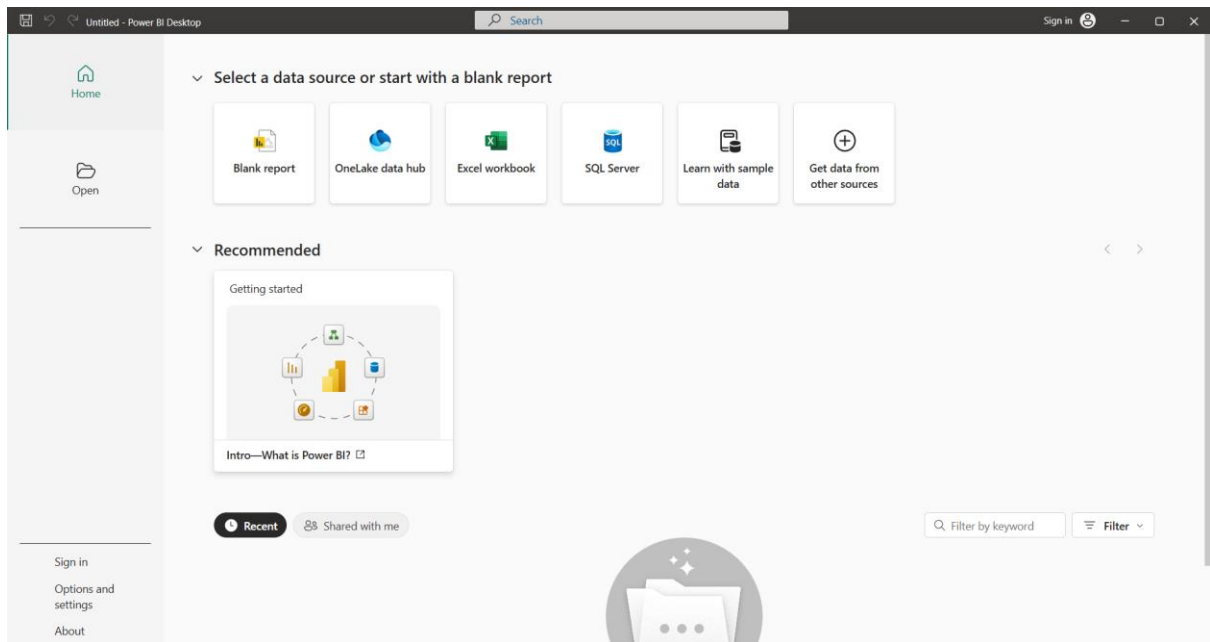 Untitled - Power BI Desktop
Search
Sign in
Home
Open
Select a data source or start with a blank report
Blank report
OneLake data hub
Excel workbook
SQL
SQL Server
Learn with sample
data
Get data from
other sources
Recommended
Getting started
Intro—What is Power BI?
Recent
Shared with me
Filter by keyword
Filter
Sign in
Options and
settings
About